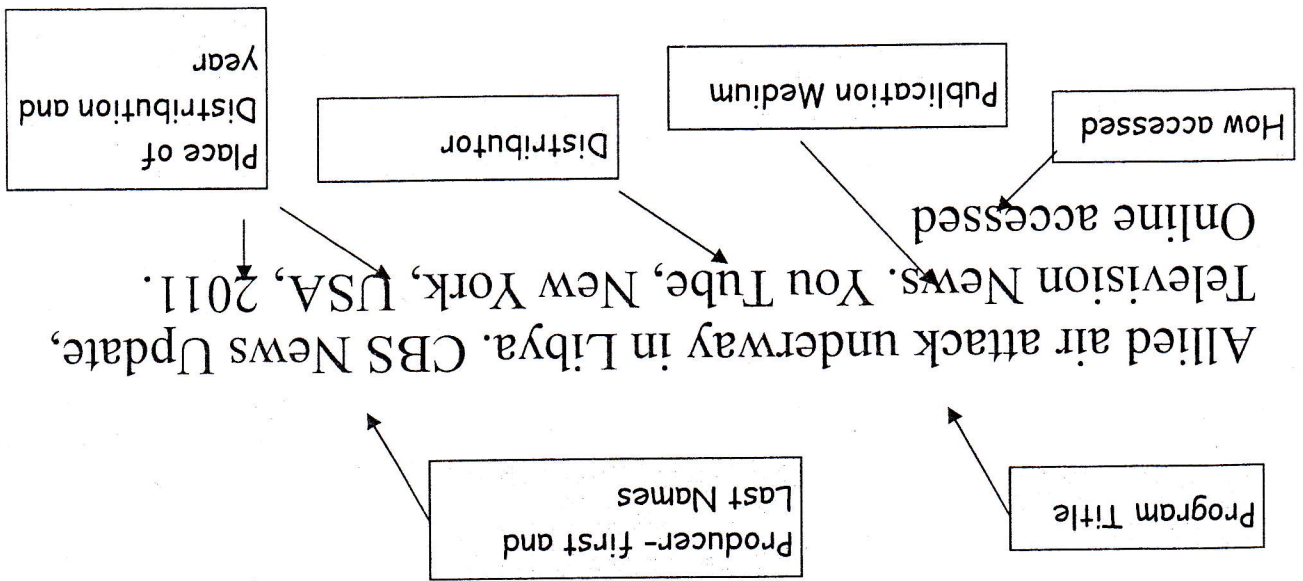 Program Title
Producer- first and
Last Names
Allied air attack underway in Libya. CBS News Update,
Television News. You Tube, New York, USA, 2011.
Online accessed
How accessed
Publication Medium
Distributor
Place of
Distribution and
year